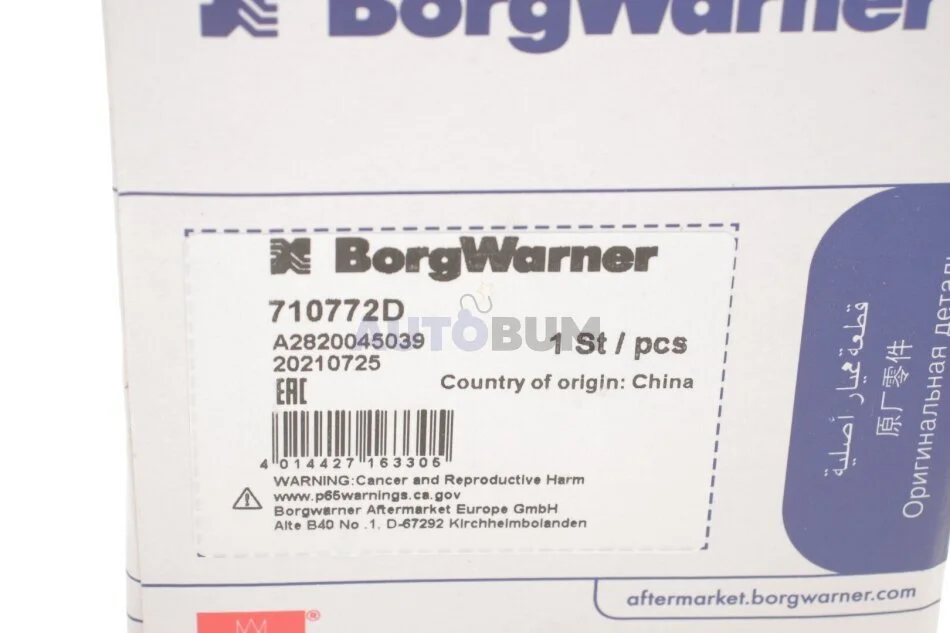 BorgWarner
BorgWarner
710772D
AUTOBUM
A2820045039
1 St / pcs
20210725
Country of origin: China
EAC
4 014427 163305
WARNING:Cancer and Reproductive Harm
www.p65warnings.ca.gov
Borgwarner Aftermarket Europe GmbH
Alte B40 No .1, D-67292 Kirchheimbolanden
قطعة غيار أصلية
原厂零件
Оригинальная детал
aftermarket.borgwarner.com
®